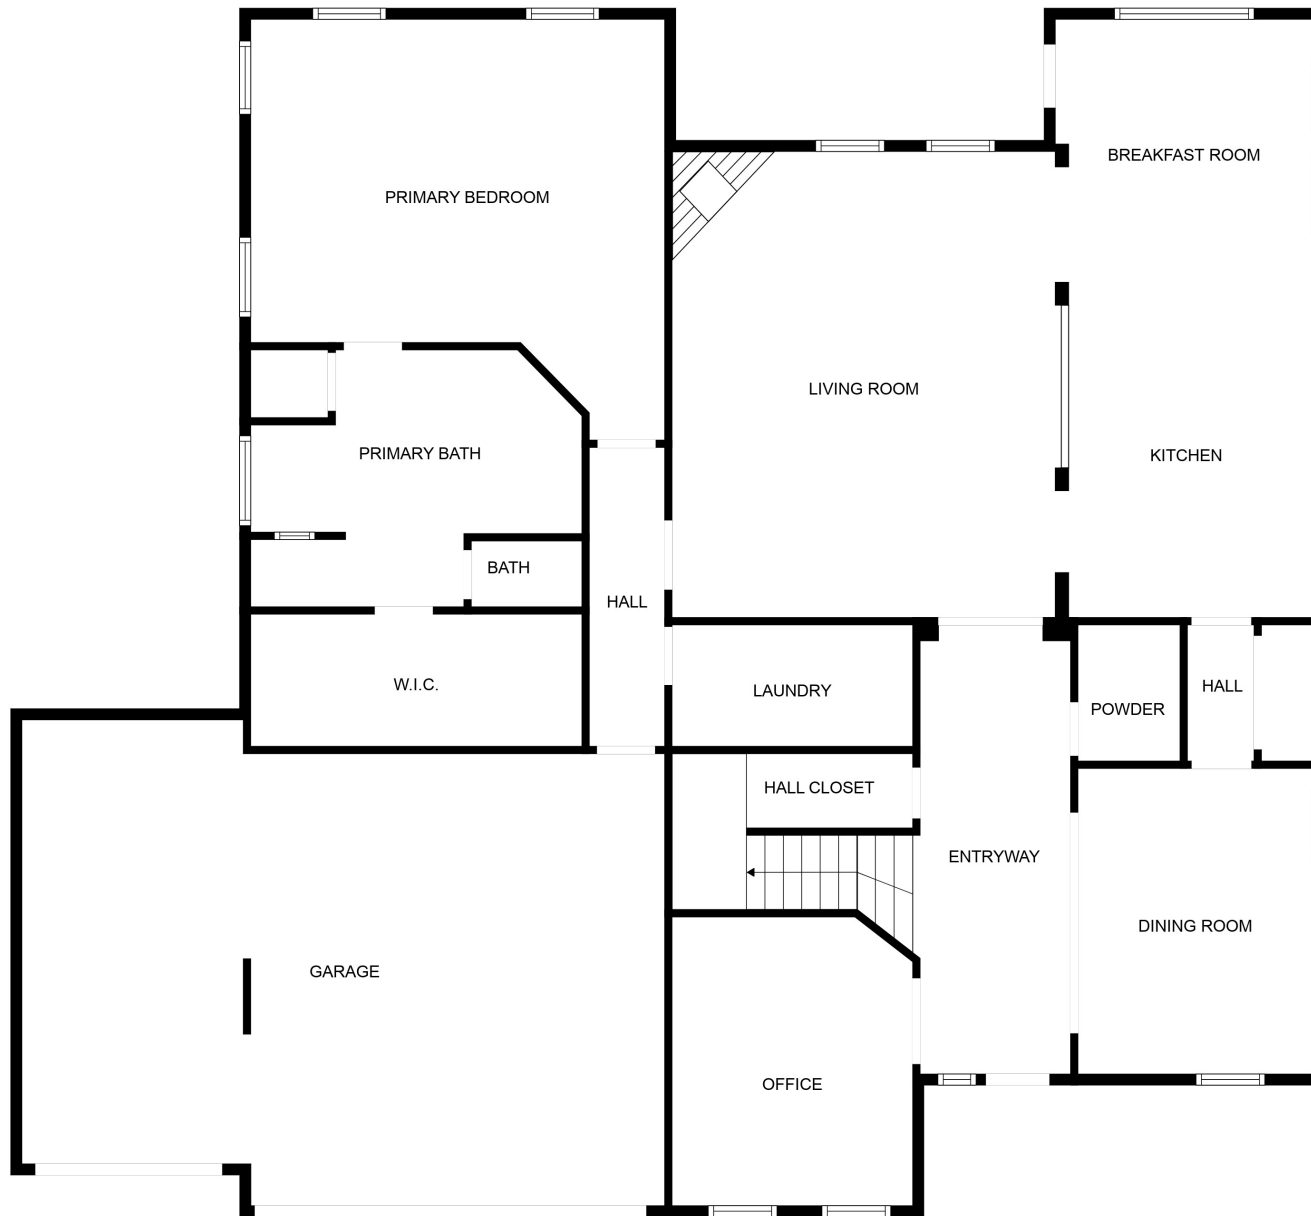 BREAKFAST ROOM
PRIMARY BEDROOM
LIVING ROOM
PRIMARY BATH
KITCHEN
BATH
HALL
W.I.C.
LAUNDRY
HALL
POWDER
HALL CLOSET
ENTRYWAY
DINING ROOM
GARAGE
OFFICE